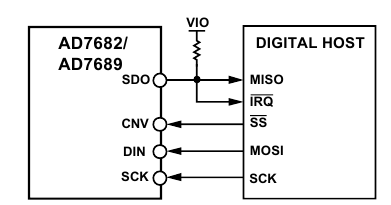 VIO
AD7682/
AD7689
DIGITAL HOST
SDO
MISO
IRQ
CNV
SS
DIN
MOSI
SCK
SCK